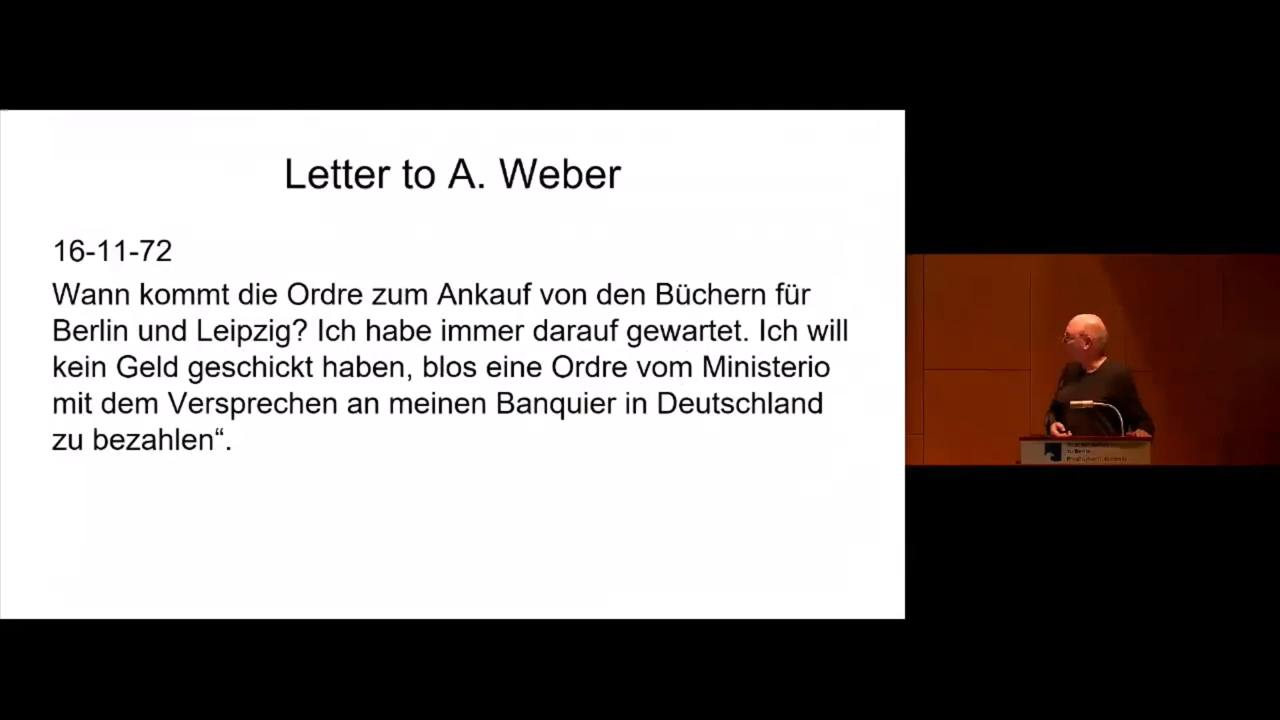 Letter to A. Weber
16-11-72
Wann kommt die Ordre zum Ankauf von den Büchern für
Berlin und Leipzig? Ich habe immer darauf gewartet. Ich will
kein Geld geschickt haben, blos eine Ordre vom Ministerio
mit dem Versprechen an meinen Banquier in Deutschland
zu bezahlen“.